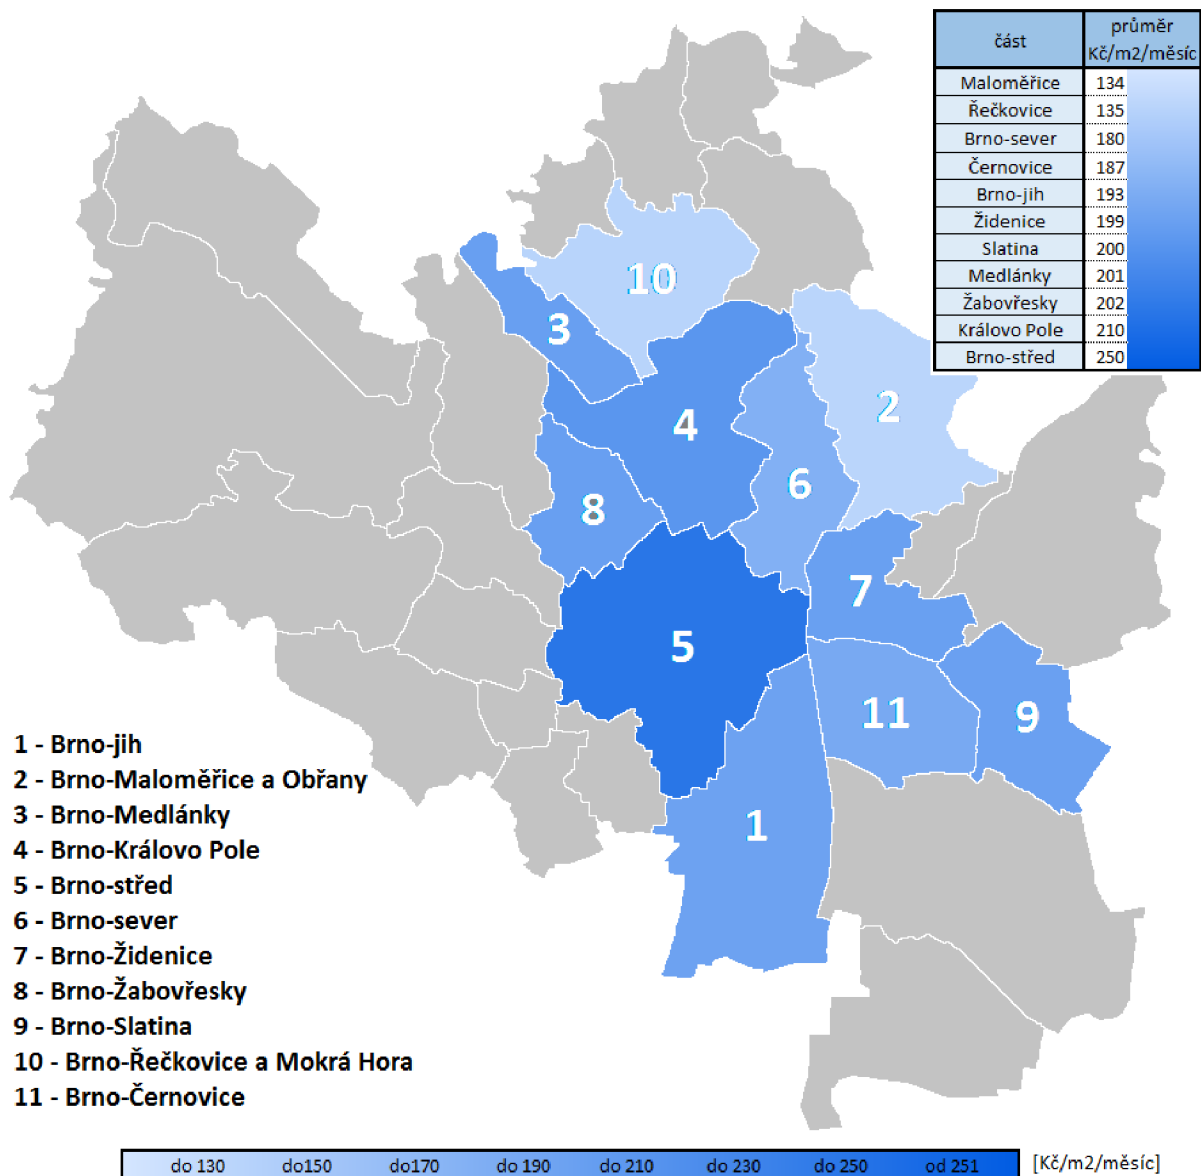 část průměr Kč/m2/měsíc
Maloměřice 134
Řečkovice 135
Brno-sever 180
Černovice 187
Brno-jih 193
Židenice 199
Slatina 200
Medlánky 201
Žabovřesky 202
Královo Pole 210
Brno-střed 250
10
3
2
4
6
8
7
5
11
9
1
1 - Brno-jih
2 - Brno-Maloměřice a Obřany
3 - Brno-Medlánky
4 - Brno-Královo Pole
5 - Brno-střed
6 - Brno-sever
7 - Brno-Židenice
8 - Brno-Žabovřesky
9 - Brno-Slatina
10 - Brno-Řečkovice a Mokrá Hora
11 - Brno-Černovice
do 130 do150 do170 do 190 do 210 do 230 do 250 od 251 [Kč/m2/měsíc]